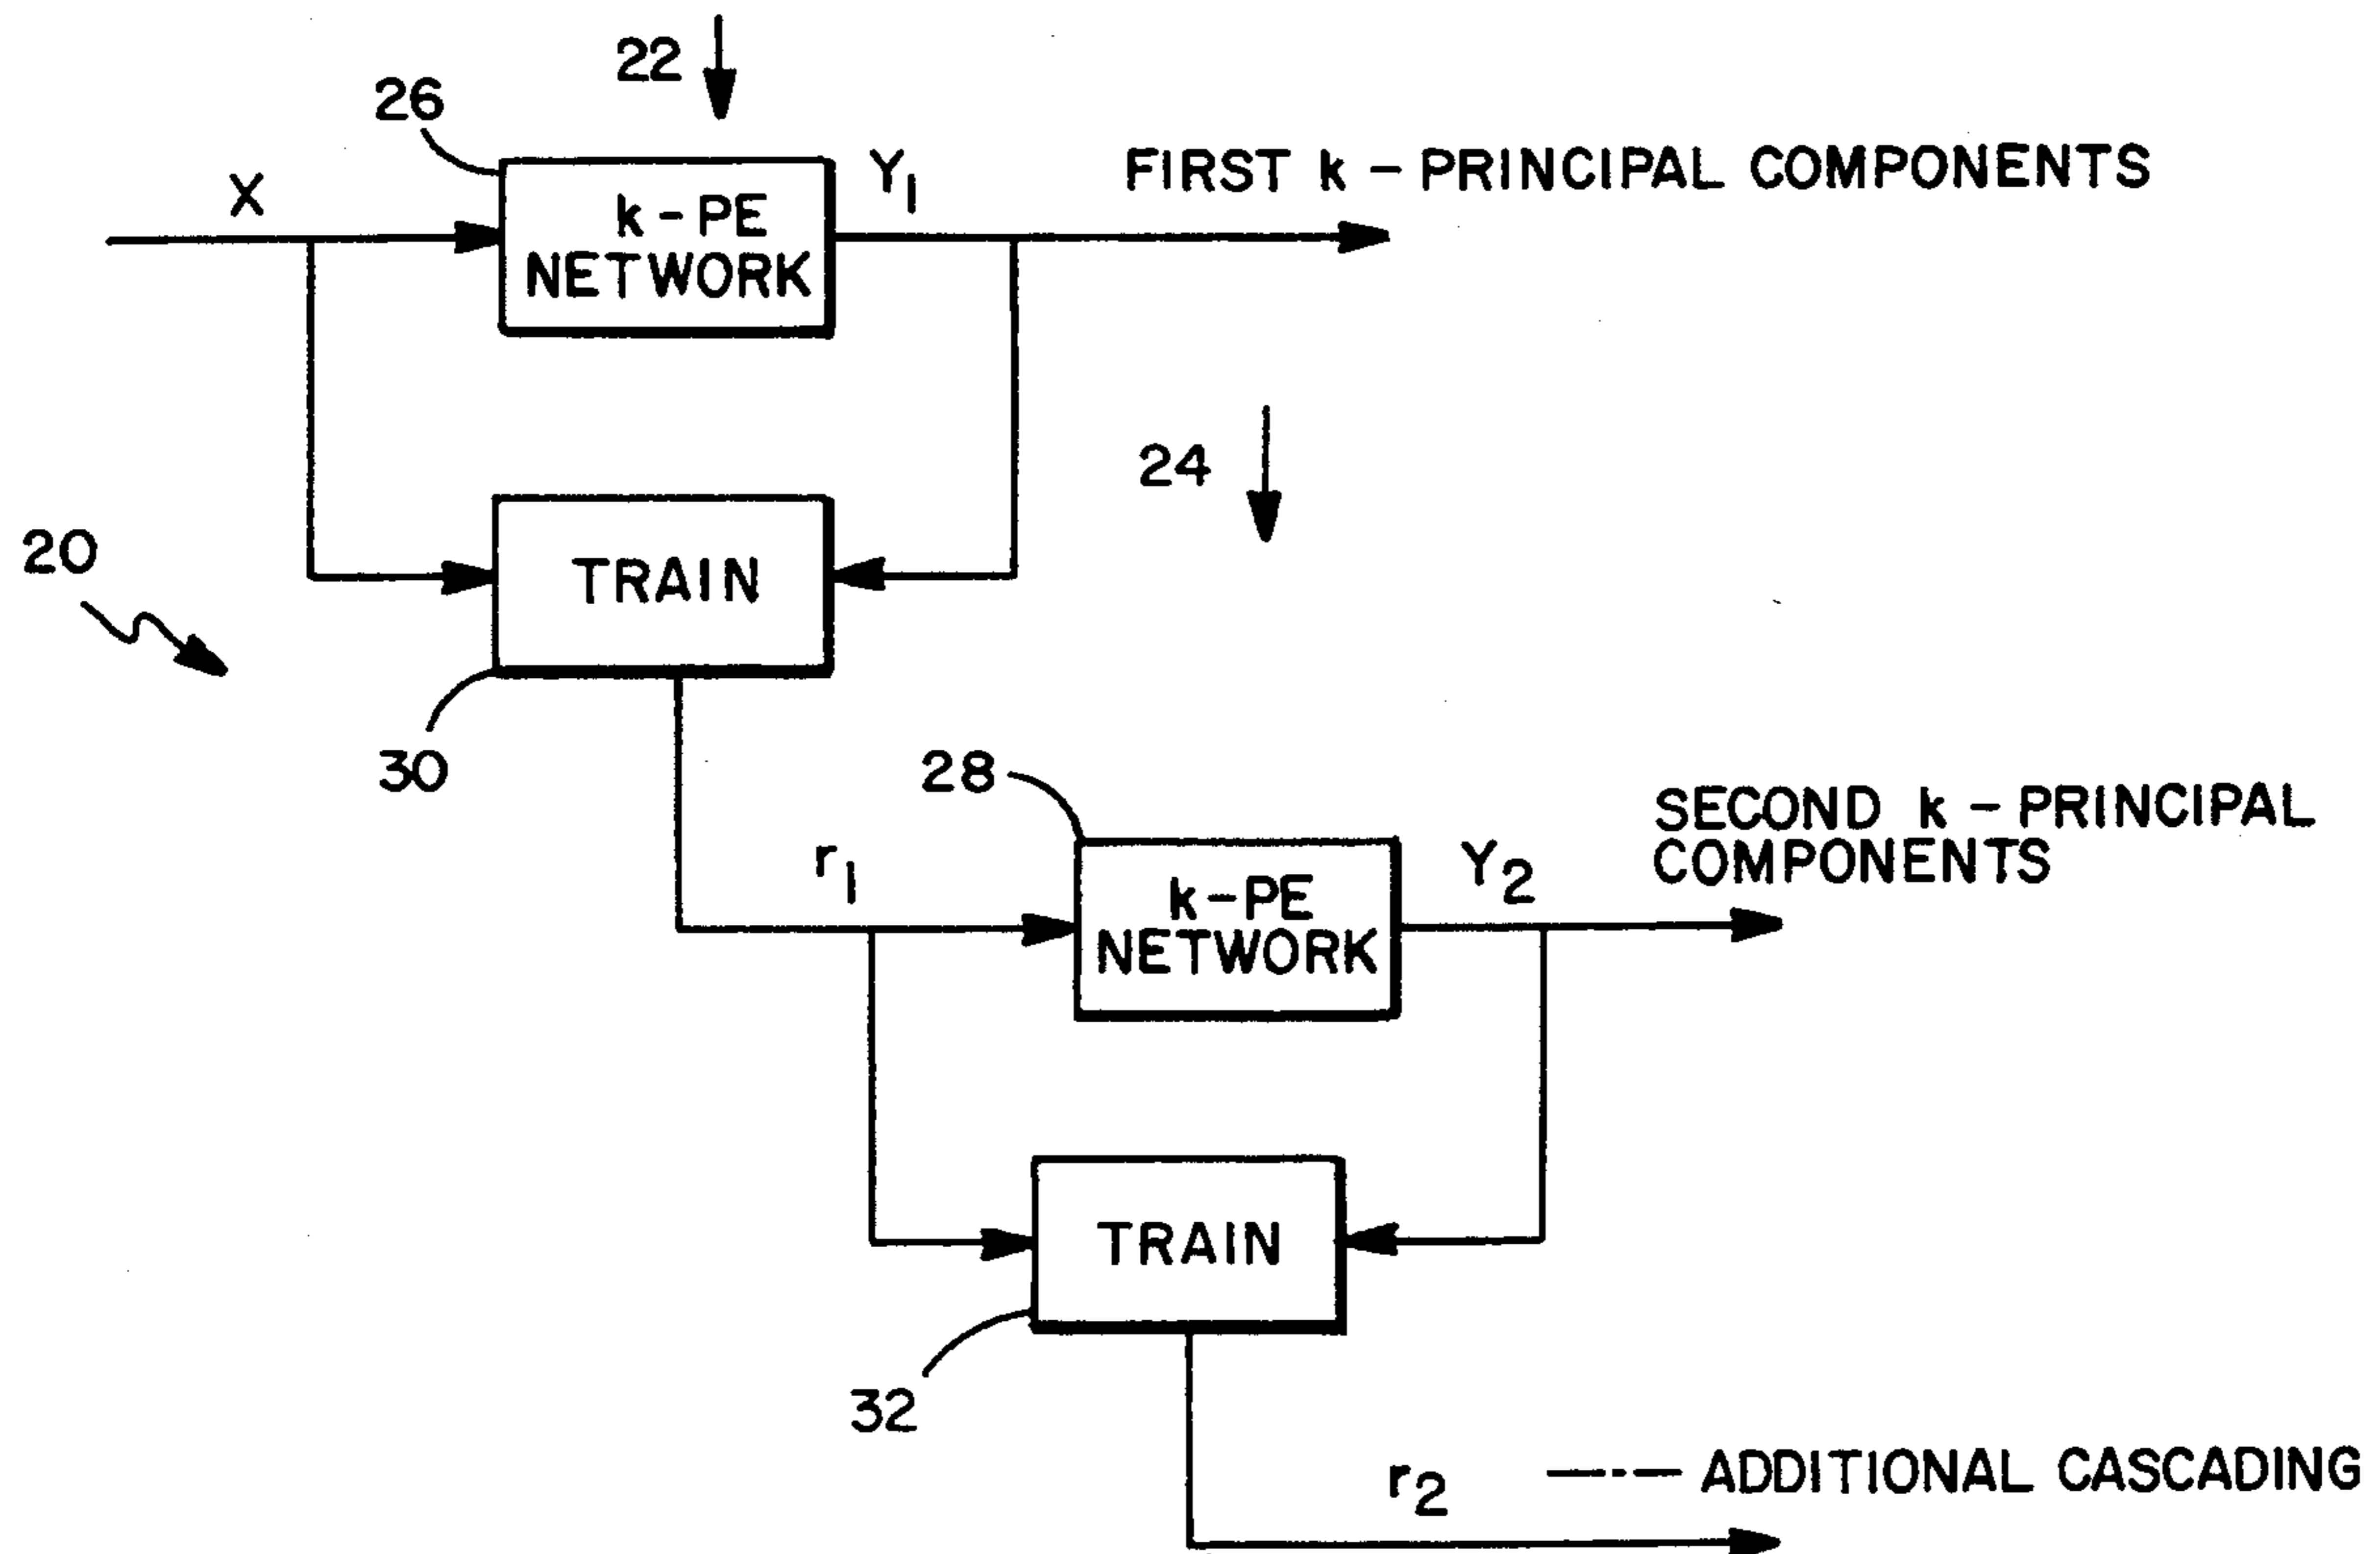 22
26
X
k-PE
NETWORK
Y1
FIRST k - PRINCIPAL COMPONENTS
24
20
TRAIN
30
28
r1
k-PE
NETWORK
Y2
SECOND k - PRINCIPAL
COMPONENTS
TRAIN
32
r2
ADDITIONAL CASCADING